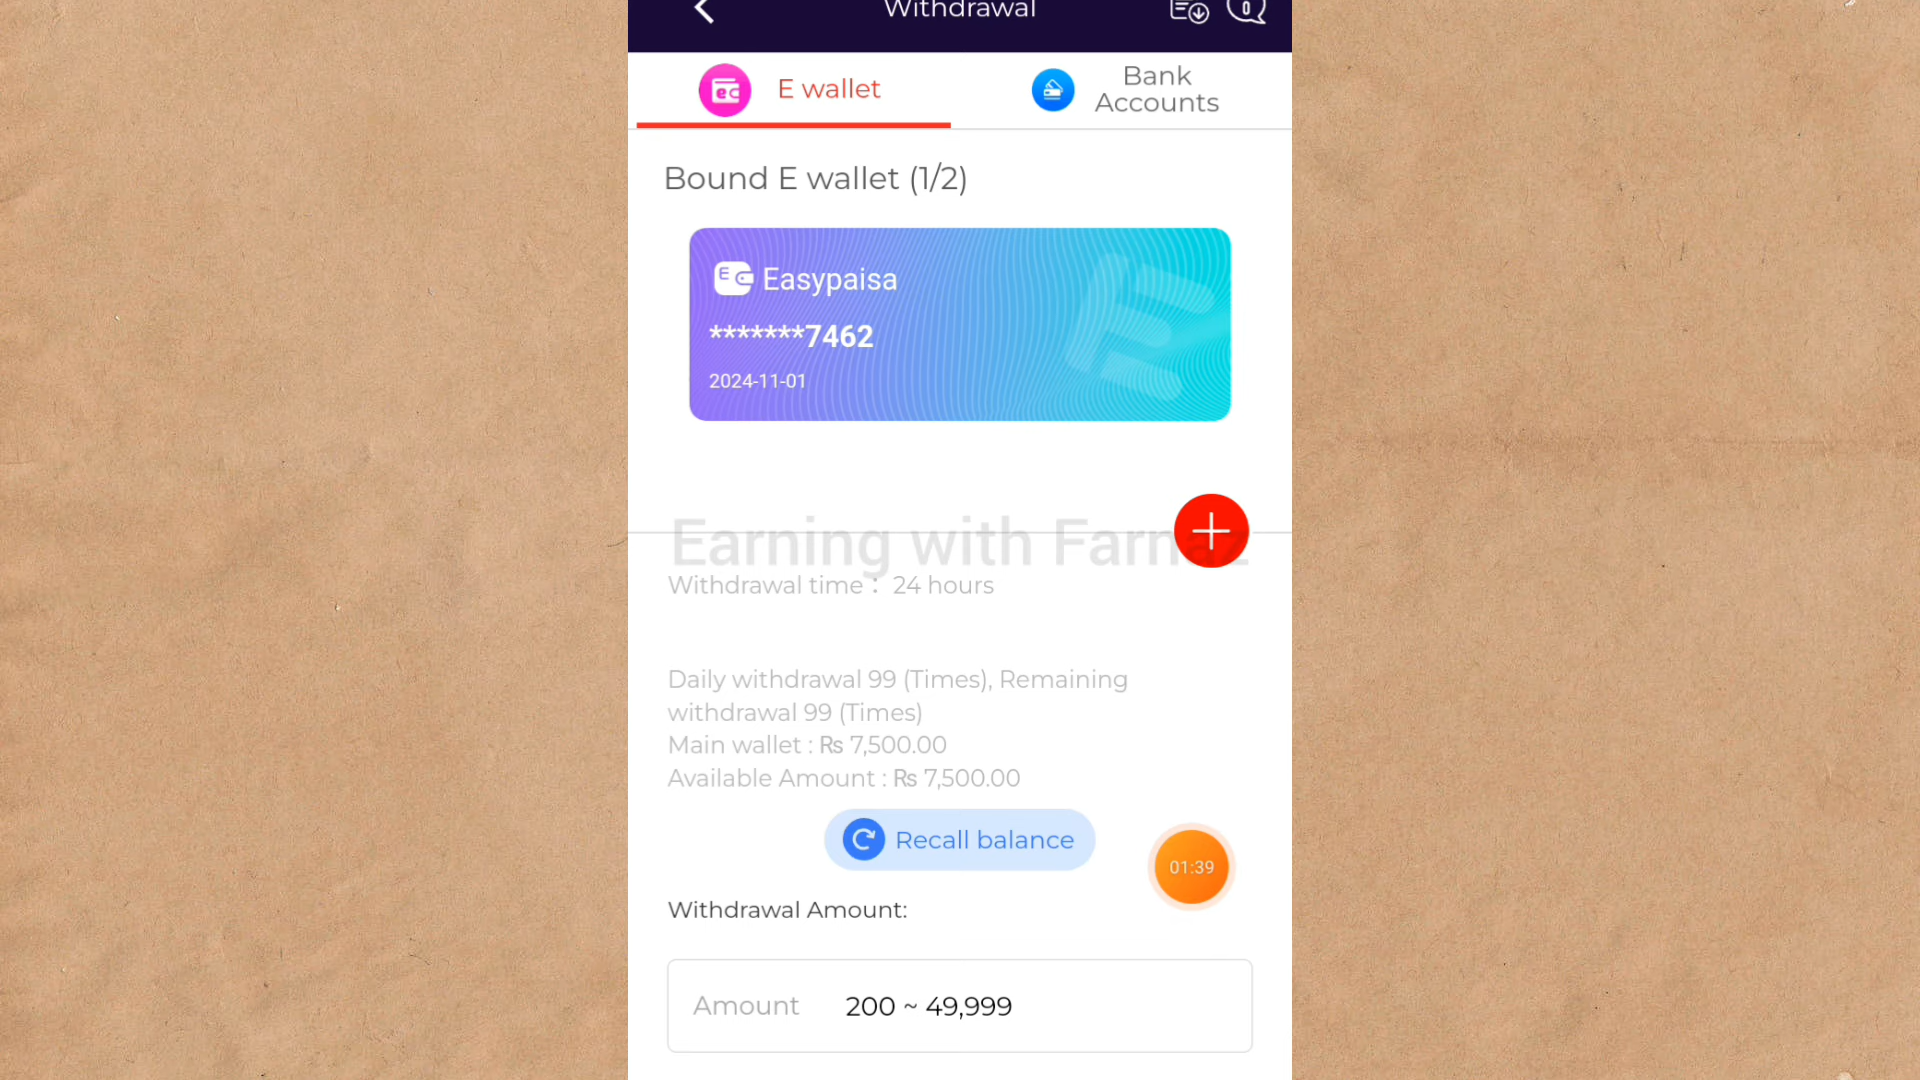 Withdrawal
E wallet
Bank
Accounts
Bound E wallet (1/2)
Easypaisa
*******7462
2024-11-01
Earning with Farnaz
Withdrawal time : 24 hours
Daily withdrawal 99 (Times), Remaining
withdrawal 99 (Times)
Main wallet : Rs 7,500.00
Available Amount : Rs 7,500.00
Recall balance
01:39
Withdrawal Amount:
Amount 200 ~ 49,999